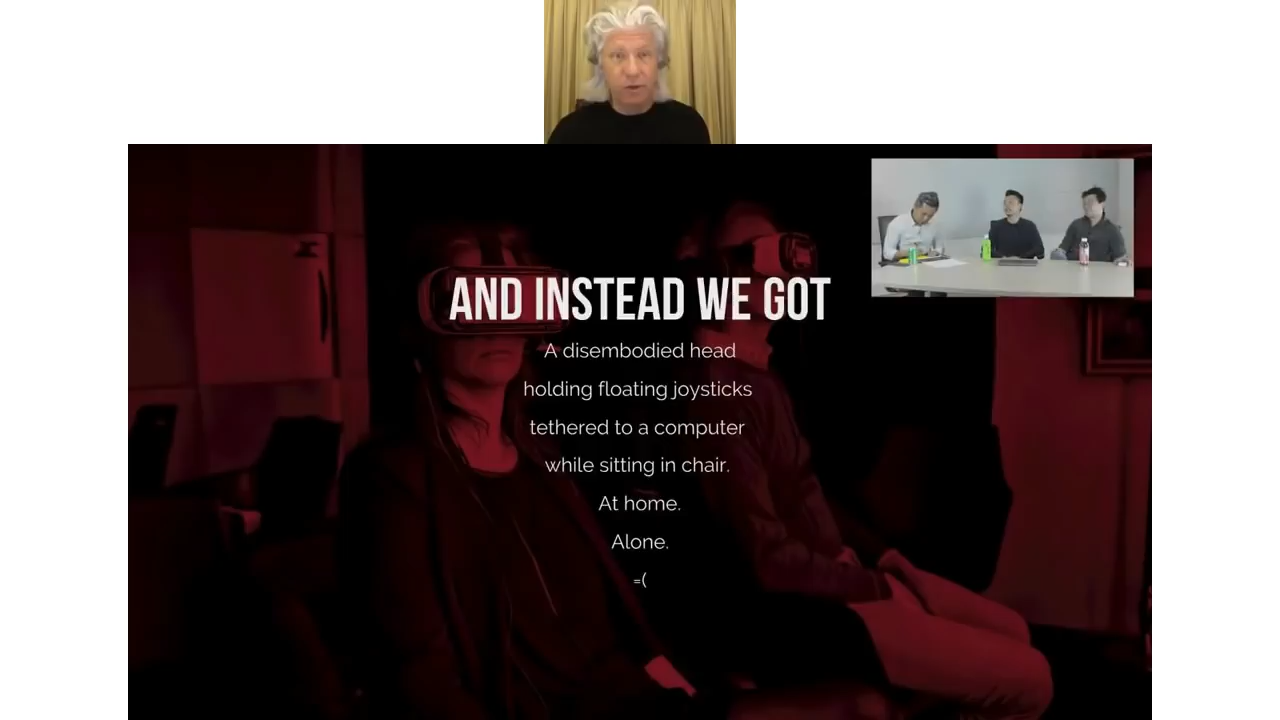 AND INSTEAD WE GOT
A disembodied head
holding floating joysticks
tethered to a computer
while sitting in chair.
At home.
Alone.
=(